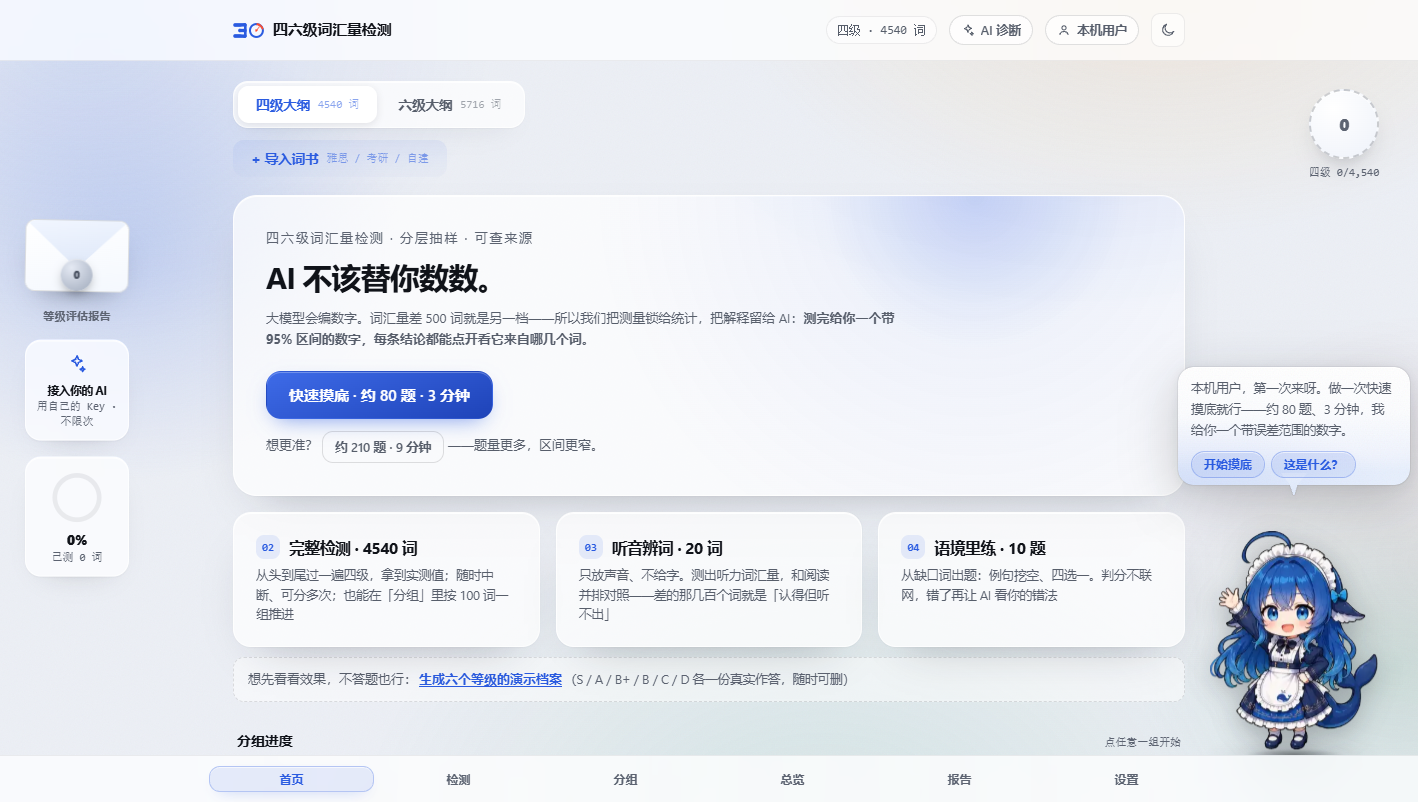 四六级词汇量检测
四级 · 4540 词
AI 诊断
本机用户
四级大纲 4540 词
六级大纲 5716 词
+ 导入词书 雅思 / 考研 / 自建
0
四级 0/4,540
0
等级评估报告
接入你的 AI
用自己的 Key ·
不限次
0%
已测 0 词
四六级词汇量检测 · 分层抽样 · 可查来源
AI 不该替你数数。
大模型会编数字。词汇量差 500 词就是另一档——所以我们把测量锁给统计，把解释留给 AI：测完给你一个带
95% 区间的数字，每条结论都能点开看它来自哪几个词。
快速摸底 · 约 80 题 · 3 分钟
想更准？ 约 210 题 · 9 分钟 ——题量更多，区间更窄。
本机用户，第一次来呀。做一次快速
摸底就行——约 80 题、3 分钟，我
给你一个带误差范围的数字。
开始摸底
这是什么？
02 完整检测 · 4540 词
从头到尾过一遍四级，拿到实测值；随时中
断、可分多次；也能在「分组」里按 100 词一
组推进
03 听音辨词 · 20 词
只放声音、不给字。测出听力词汇量，和阅读
并排对照——差的那几百个词就是「认得但听
不出」
04 语境里练 · 10 题
从缺口词出题：例句挖空、四选一。判分不联
网，错了再让 AI 看你的错法
想先看看效果，不答题也行： 生成六个等级的演示档案 （S / A / B+ / B / C / D 各一份真实作答，随时可删）
分组进度
点任意一组开始
首页
检测
分组
总览
报告
设置